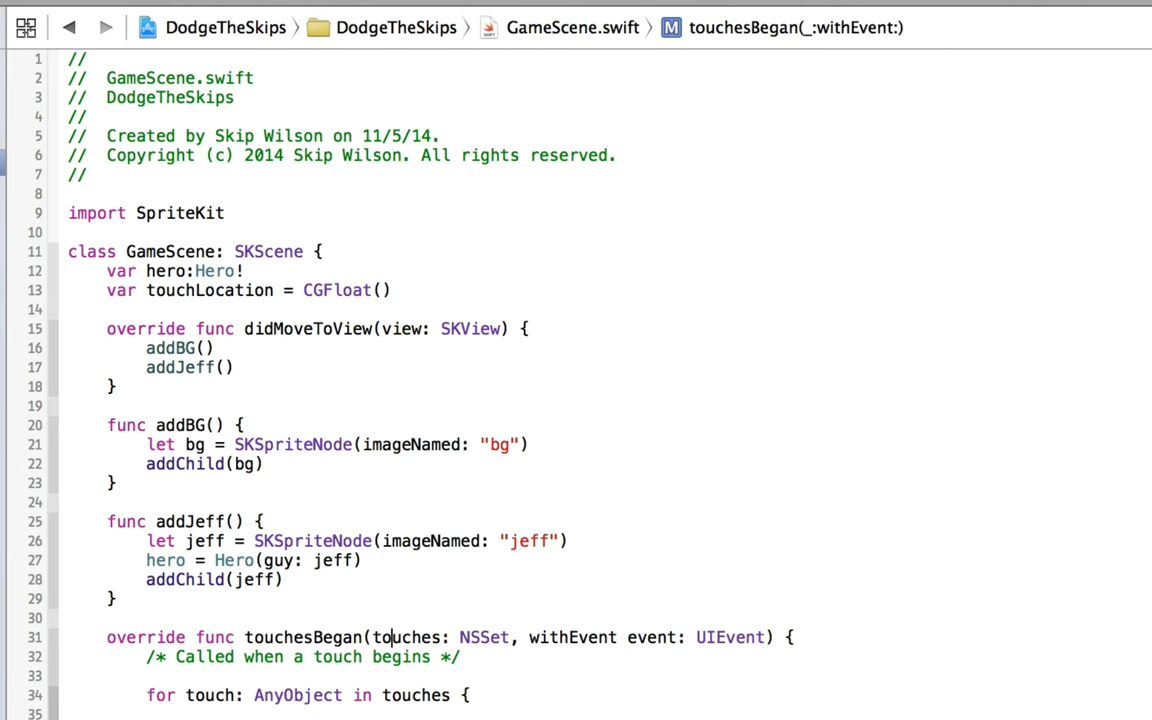 DodgeTheSkips DodgeTheSkips GameScene.swift M touchesBegan(_:withEvent:)
1 //
2 //  GameScene.swift
3 //  DodgeTheSkips
4 //
5 //  Created by Skip Wilson on 11/5/14.
6 //  Copyright (c) 2014 Skip Wilson. All rights reserved.
7 //
8
9 import SpriteKit
10
11 class GameScene: SKScene {
12     var hero:Hero!
13     var touchLocation = CGFloat()
14
15     override func didMoveToView(view: SKView) {
16         addBG()
17         addJeff()
18     }
19
20     func addBG() {
21         let bg = SKSpriteNode(imageNamed: "bg")
22         addChild(bg)
23     }
24
25     func addJeff() {
26         let jeff = SKSpriteNode(imageNamed: "jeff")
27         hero = Hero(guy: jeff)
28         addChild(jeff)
29     }
30
31     override func touchesBegan(touches: NSSet, withEvent event: UIEvent) {
32         /* Called when a touch begins */
33
34         for touch: AnyObject in touches {
35